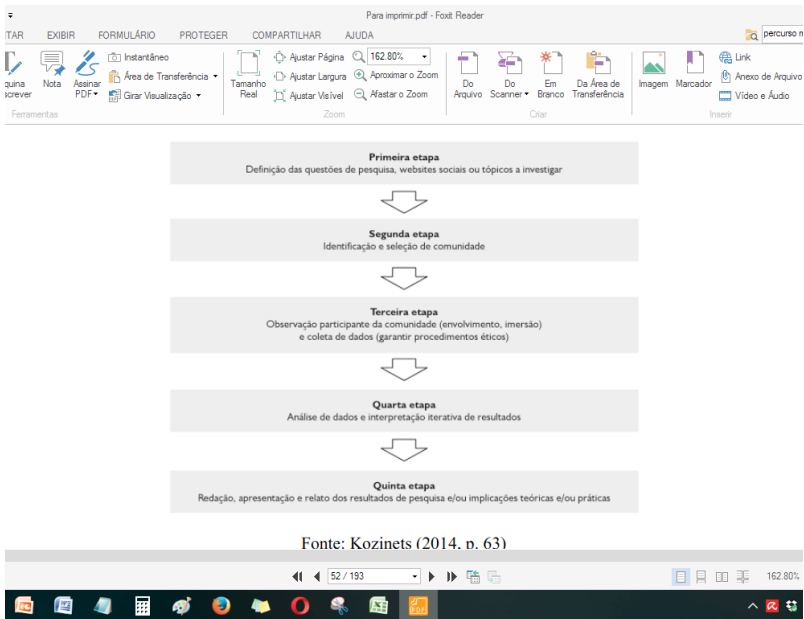 Para imprimir.pdf - Foxit Reader
TAR EXIBIR FORMULÁRIO PROTEGER COMPARTILHAR AJUDA
percurso
Instantâneo
Área de Transferência
Girar Visualização
Nota
Assinar PDF
Ferramentas
Tamanho Real
Ajustar Página
Ajustar Largura
Ajustar Visível
162.80%
Aproximar o Zoom
Afastar o Zoom
Zoom
Do Arquivo
Do Scanner
Em Branco
Da Área de Transferência
Criar
Imagem
Marcador
Link
Anexo de Arquivo
Vídeo e Áudio
Inserir
Primeira etapa
Definição das questões de pesquisa, websites sociais ou tópicos a investigar
Segunda etapa
Identificação e seleção de comunidade
Terceira etapa
Observação participante da comunidade (envolvimento, imersão)
e coleta de dados (garantir procedimentos éticos)
Quarta etapa
Análise de dados e interpretação iterativa de resultados
Quinta etapa
Redação, apresentação e relato dos resultados de pesquisa e/ou implicações teóricas e/ou práticas
Fonte: Kozinets (2014, p. 63)
52 / 193
162.80%